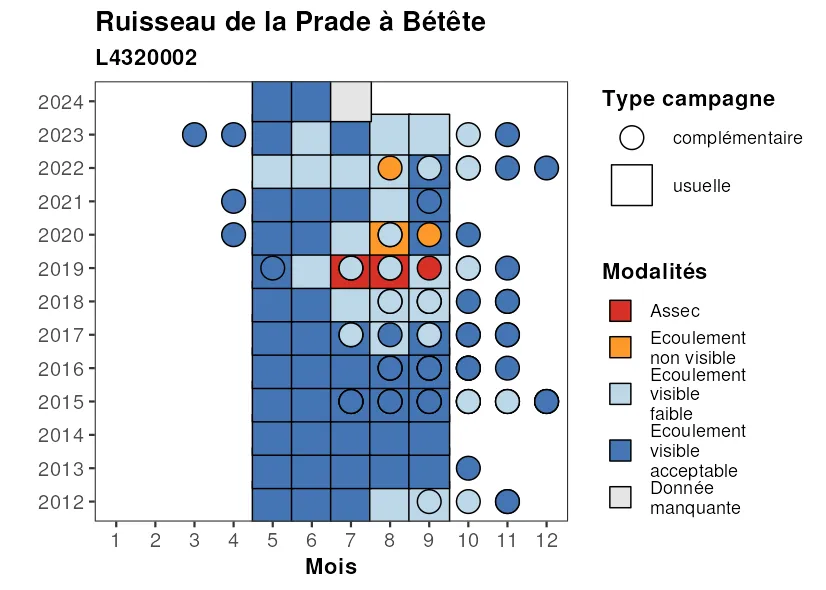 Ruisseau de la Prade à Bétête
L4320002
2024
2023
2022
2021
2020
2019
2018
2017
2016
2015
2014
2013
2012
1 2 3 4 5 6 7 8 9 10 11 12
Mois
Type campagne
complémentaire
usuelle
Modalités
Assec
Ecoulement
non visible
Ecoulement
visible
faible
Ecoulement
visible
acceptable
Donnée
manquante